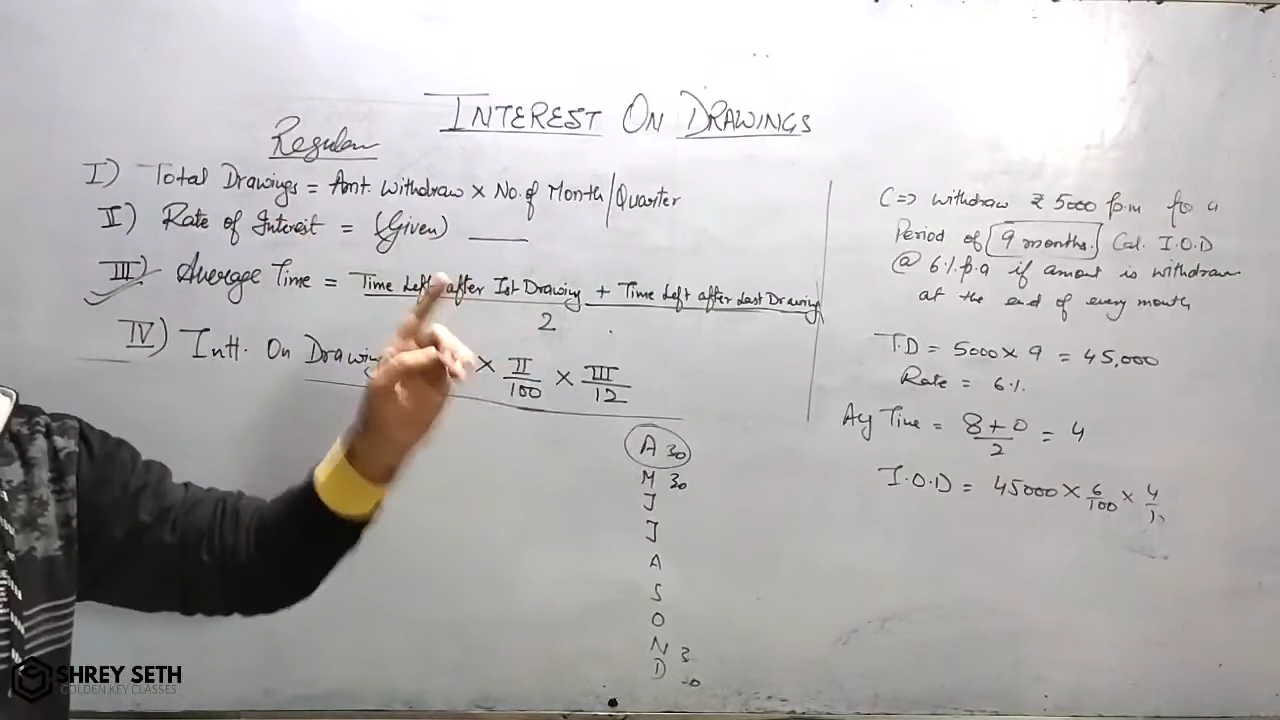 INTEREST ON DRAWINGS
Regular
I) Total Drawings = Amt. withdraw × No. of Month/Quarter
II) Rate of Interest = (Given) ____
III) Average Time = Time Left after Ist Drawing + Time Left after Last Drawing
2
IV) Intt. On Drawing × II/100 × III/12
A 30
M 30
J
J
A
S
O
N 3
D
C => withdraw ₹ 5000 p.m for a
Period of 9 months. Cal. I.O.D
@ 6%p.a if amount is withdraw
at the end of every month
T.D = 5000 × 9 = 45,000
Rate = 6%
Avg Time = 8+0/2 = 4
I.O.D = 45000 × 6/100 × 4/
SHREY SETH
GOLDEN KEY CLASSES